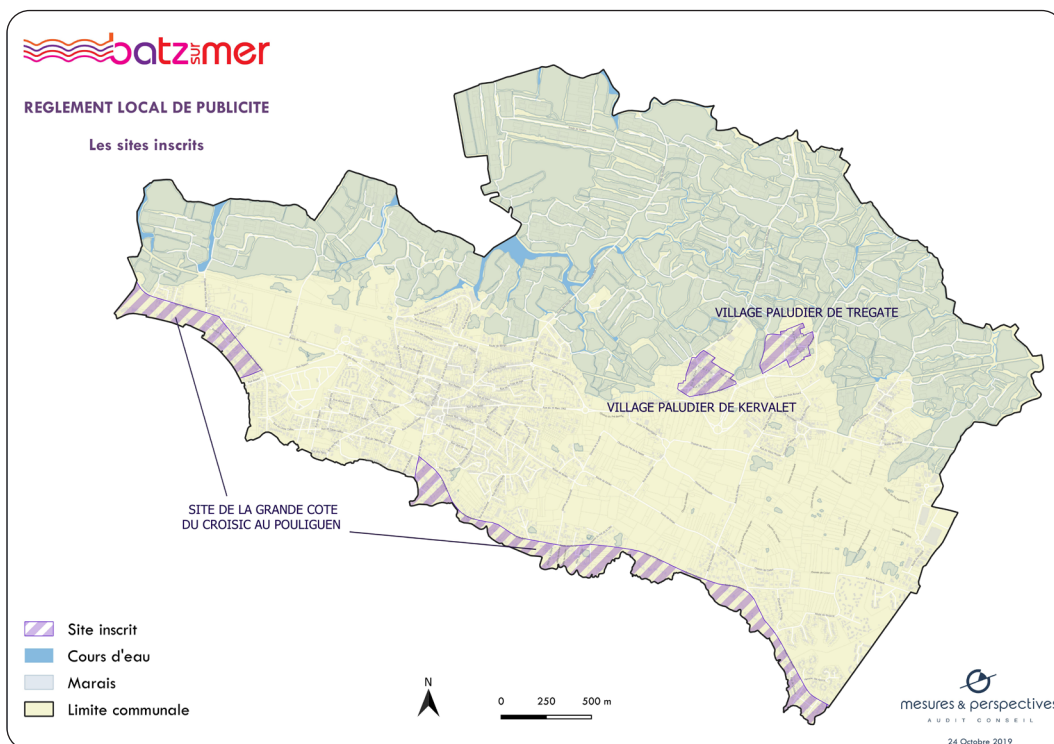 batz sur mer
REGLEMENT LOCAL DE PUBLICITE
Les sites inscrits
VILLAGE PALUDIER DE TREGATE
VILLAGE PALUDIER DE KERVALET
SITE DE LA GRANDE COTE
DU CROISIC AU POULIGUEN
Site inscrit
Cours d'eau
Marais
Limite communale
N
0 250 500 m
mesures & perspectives
AUDIT CONSEIL
24 Octobre 2019